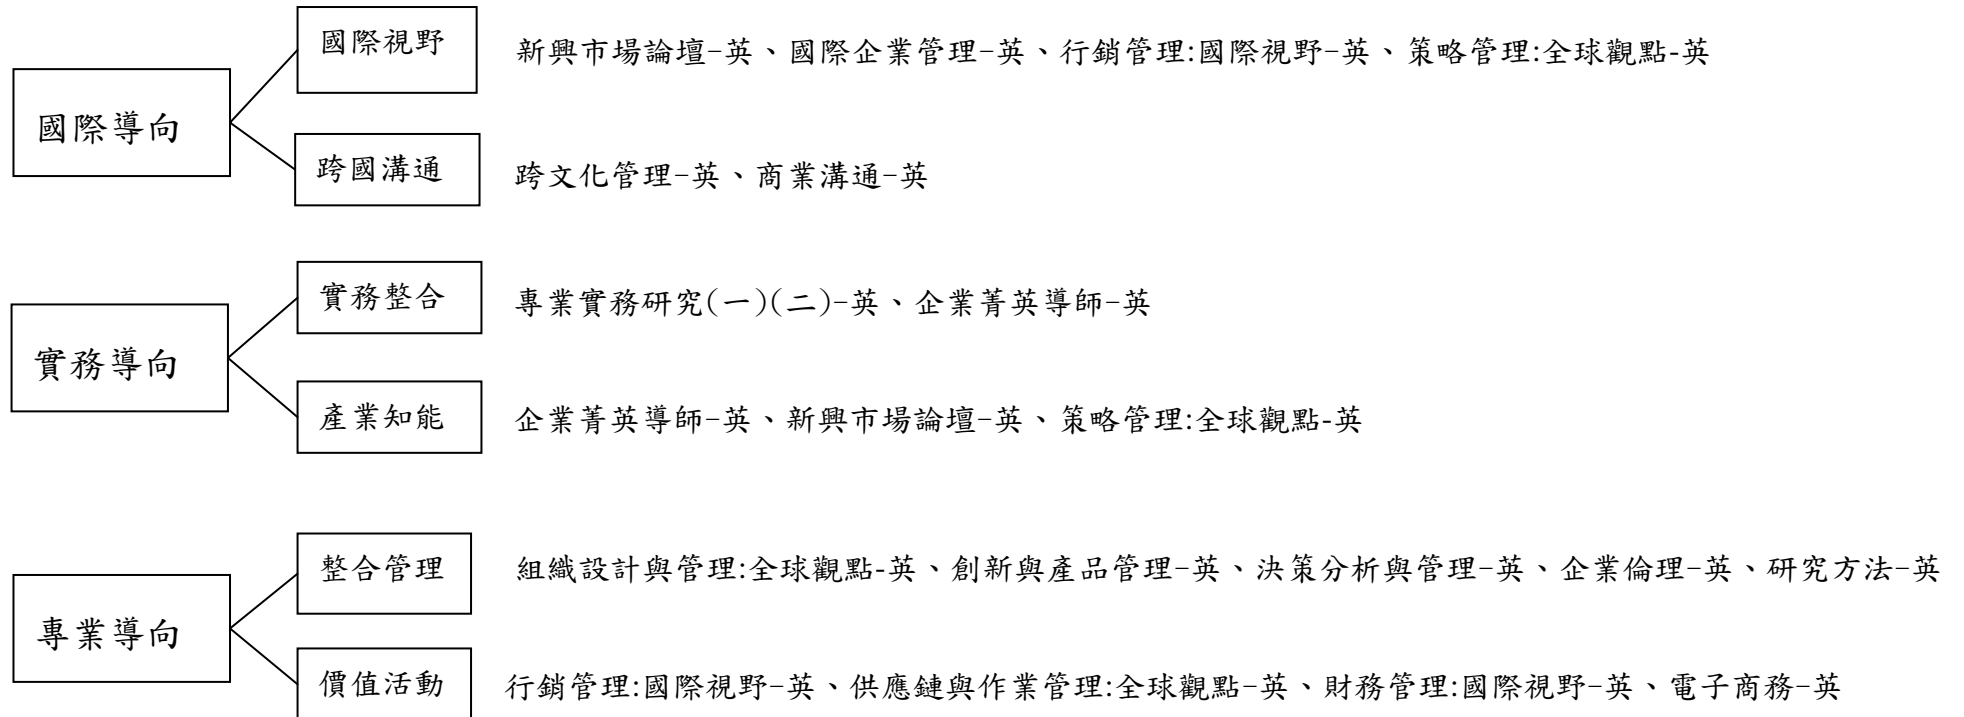 國際視野
新興市場論壇-英、國際企業管理-英、行銷管理:國際視野-英、策略管理:全球觀點-英
國際導向
跨國溝通
跨文化管理-英、商業溝通-英
實務整合
專業實務研究(一)(二)-英、企業菁英導師-英
實務導向
產業知能
企業菁英導師-英、新興市場論壇-英、策略管理:全球觀點-英
整合管理
組織設計與管理:全球觀點-英、創新與產品管理-英、決策分析與管理-英、企業倫理-英、研究方法-英
專業導向
價值活動
行銷管理:國際視野-英、供應鏈與作業管理:全球觀點-英、財務管理:國際視野-英、電子商務-英